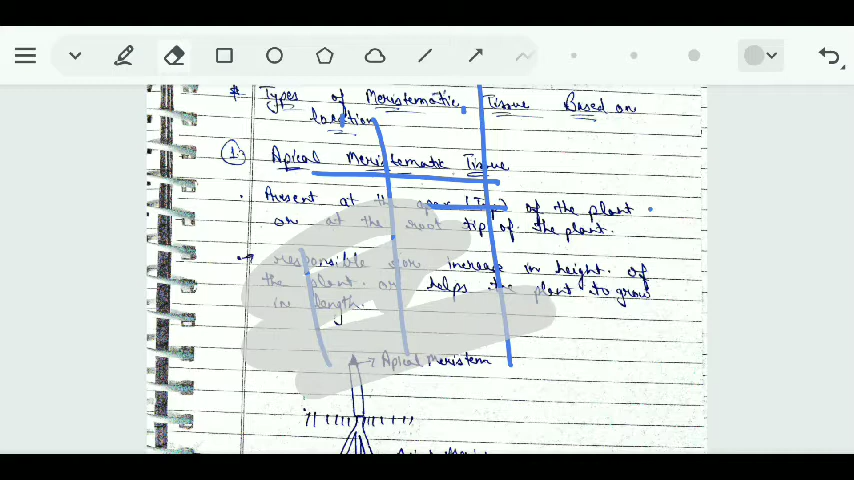 * Types of Meristematic Tissue Based on
location
1) Apical Meristematic Tissue
. Present at the apex (Tip) of the plant
or at the root tip of the plant.
→ responsible for increase in height of
the plant or helps the plant to grow
in length.
→ Apical Meristem